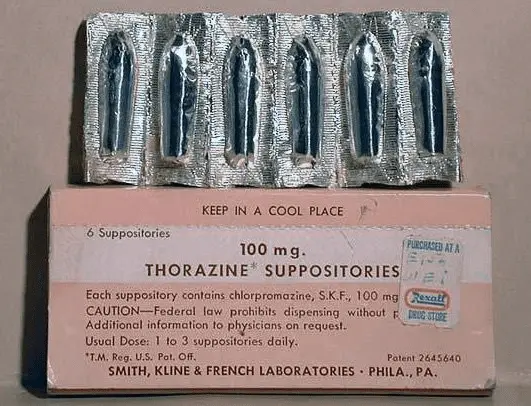 KEEP IN A COOL PLACE
6 Suppositories
100 mg.
THORAZINE* SUPPOSITORIES
PURCHASED AT A
Rexall
DRUG STORE
Each suppository contains chlorpromazine, S.K.F., 100 mg
CAUTION—Federal law prohibits dispensing without
Additional information to physicians on request.
Usual Dose: 1 to 3 suppositories daily.
*T.M. Reg. U.S. Pat. Off.
Patent 2645640
SMITH, KLINE & FRENCH LABORATORIES · PHILA., PA.